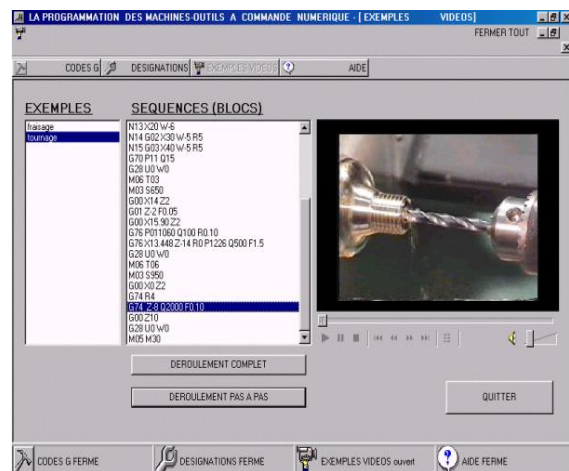 LA PROGRAMMATION DES MACHINES-OUTILS A COMMANDE NUMERIQUE - [EXEMPLES VIDEOS]
FERMER TOUT
CODES G DESIGNATIONS EXEMPLES VIDEOS AIDE
EXEMPLES SEQUENCES (BLOCS)
fraisage
tournage
N13 X20 W-6
N14 G02 X30 W-5 R5
N15 G03 X40 W-5 R5
G70 P11 Q15
G28 U0 W0
M06 T03
M03 S650
G00 X14 Z2
G01 Z-2 F0.05
G00 X15.90 Z2
G76 P011060 Q100 R0.10
G76 X13.448 Z-14 R0 P1226 Q500 F1.5
G28 U0 W0
M06 T06
M03 S950
G00 X0 Z2
G74 R4
G74 Z-8 Q2000 F0.10
G00 Z10
G28 U0 W0
M05 M30
DEROULEMENT COMPLET
DEROULEMENT PAS A PAS
QUITTER
CODES G FERME DESIGNATIONS FERME EXEMPLES VIDEOS ouvert AIDE FERME